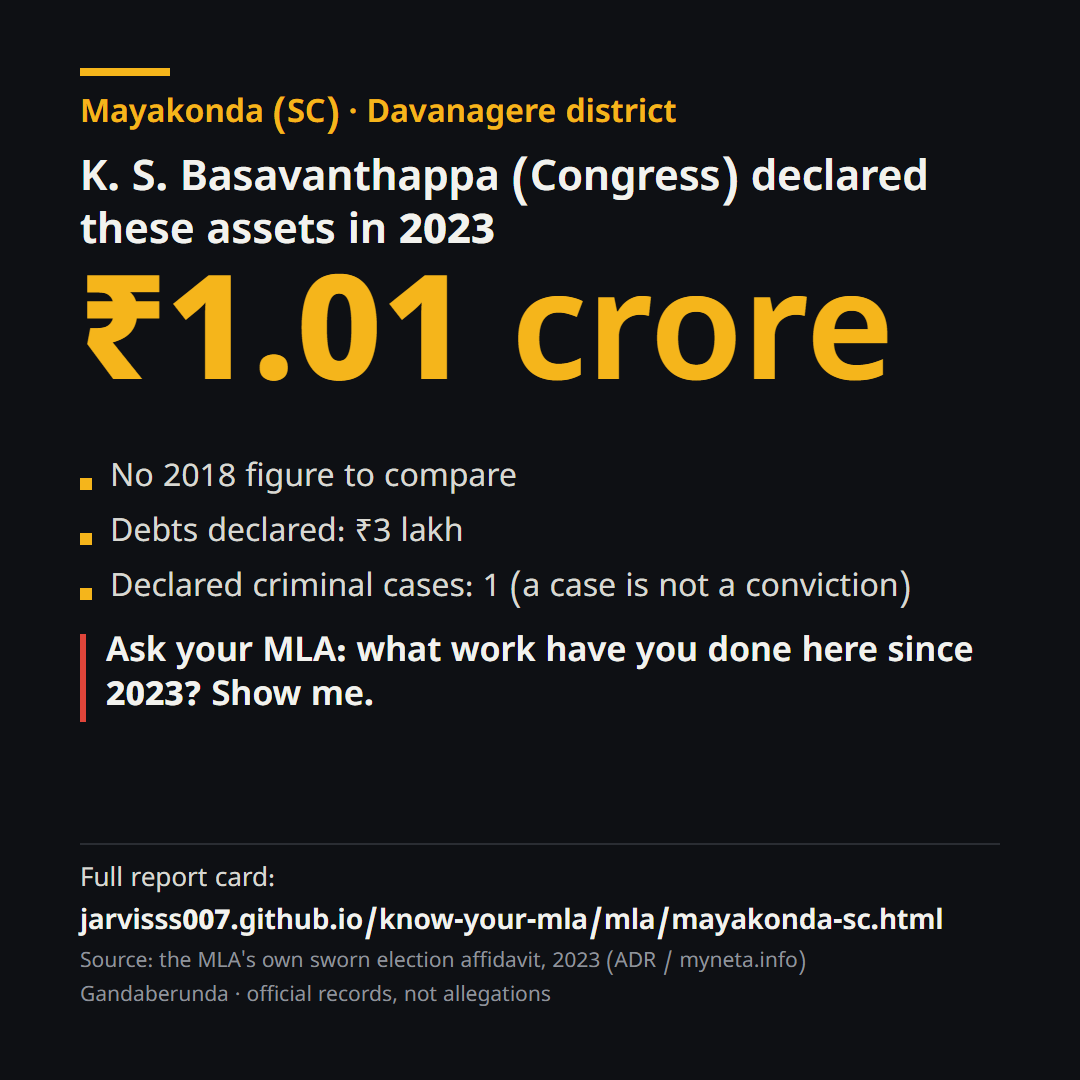 Mayakonda (SC) · Davanagere district
K. S. Basavanthappa (Congress) declared
these assets in 2023
₹1.01 crore
No 2018 figure to compare
Debts declared: ₹3 lakh
Declared criminal cases: 1 (a case is not a conviction)
Ask your MLA: what work have you done here since
2023? Show me.
Full report card:
jarvisss007.github.io/know-your-mla/mla/mayakonda-sc.html
Source: the MLA's own sworn election affidavit, 2023 (ADR / myneta.info)
Gandaberunda · official records, not allegations